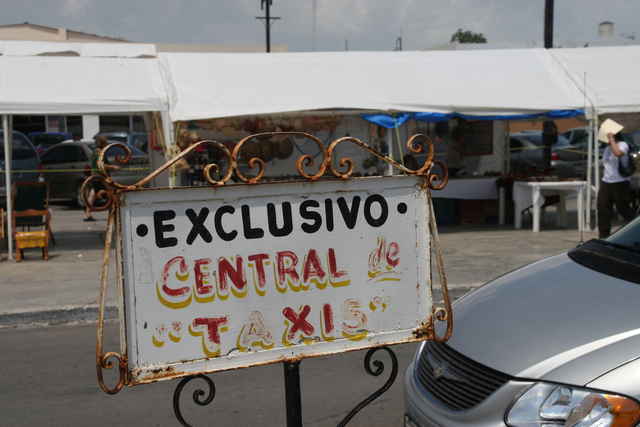 • EXCLUSIVO •
CENTRAL de
"TAXIS"